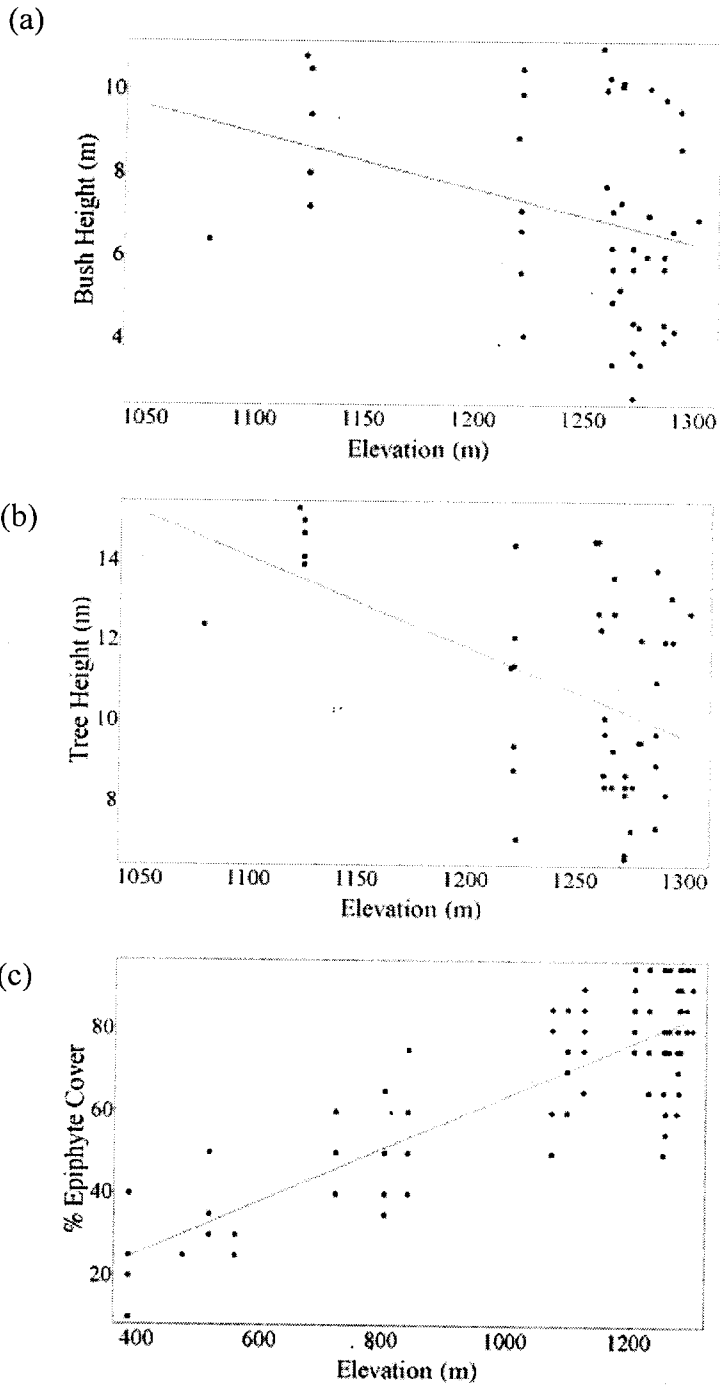 (a)
Bush Height (m)
10
8
6
4
1050 1100 1150 1200 1250 1300
Elevation (m)
(b)
Tree Height (m)
14
12
10
8
1050 1100 1150 1200 1250 1300
Elevation (m)
(c)
% Epiphyte Cover
80
60
40
20
400 600 800 1000 1200
Elevation (m)